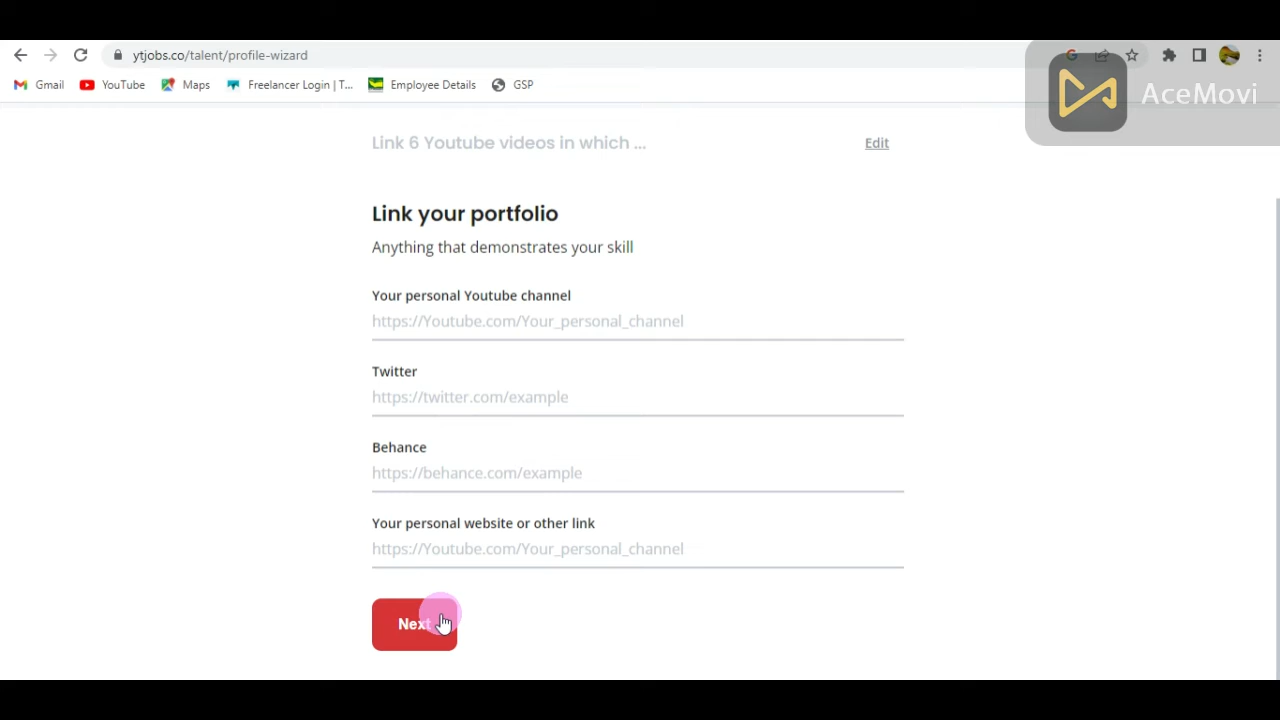 ytjobs.co/talent/profile-wizard
AceMovi
Gmail YouTube Maps Freelancer Login | T... Employee Details GSP
Link 6 Youtube videos in which ... Edit
Link your portfolio
Anything that demonstrates your skill
Your personal Youtube channel
https://Youtube.com/Your_personal_channel
Twitter
https://twitter.com/example
Behance
https://behance.com/example
Your personal website or other link
https://Youtube.com/Your_personal_channel
Next